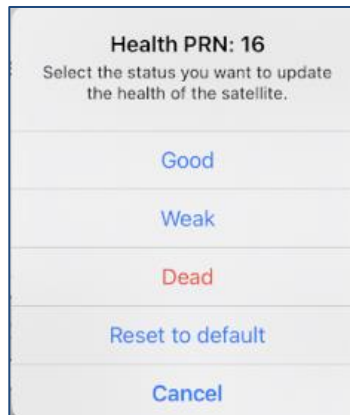 Health PRN: 16
Select the status you want to update
the health of the satellite.
Good
Weak
Dead
Reset to default
Cancel